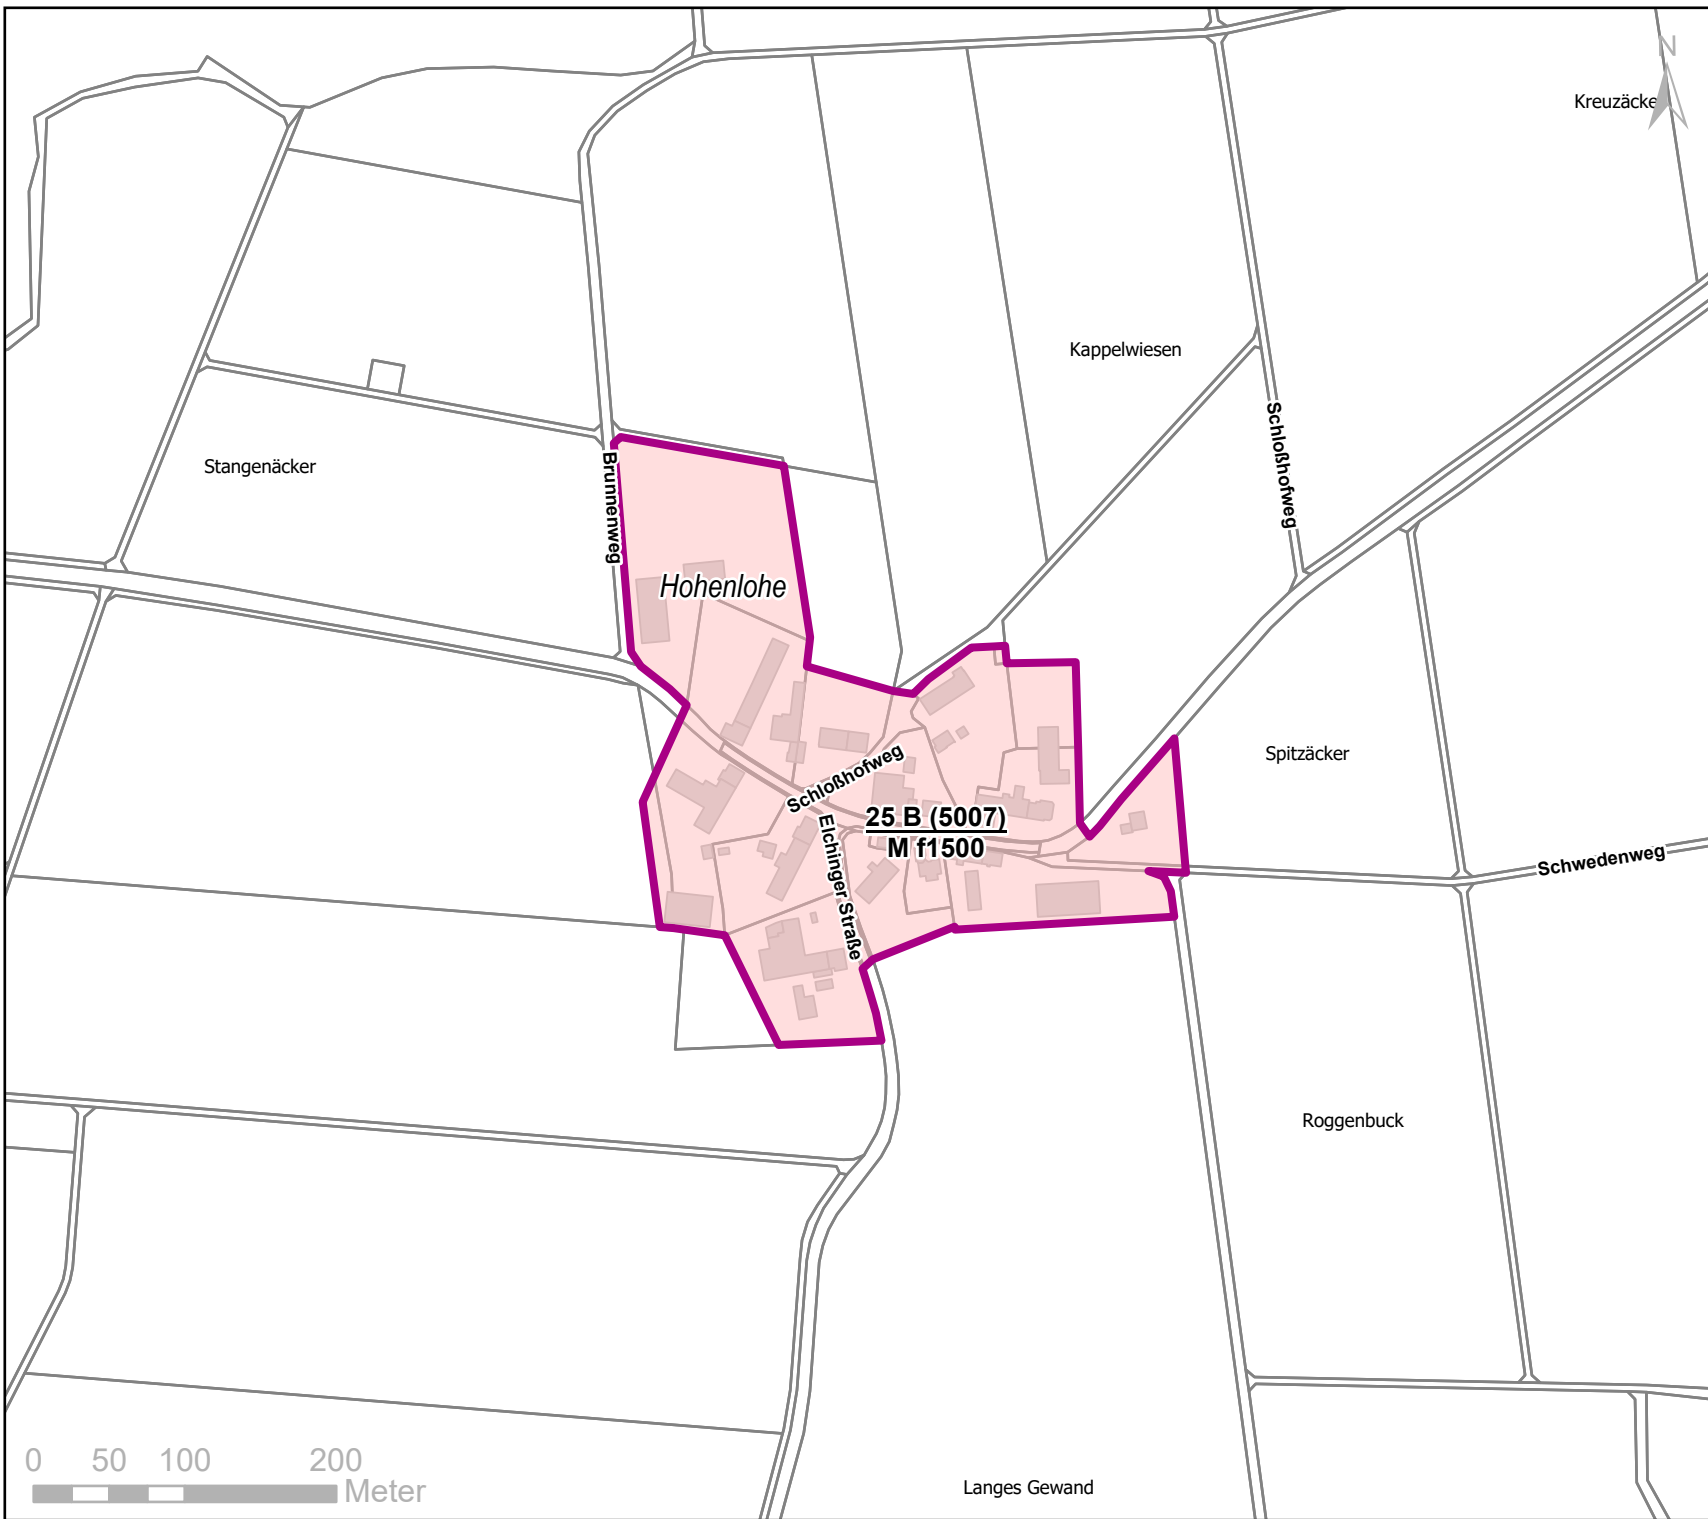 N
Kreuzäcke
Kappelwiesen
Schloßhofweg
Stangenäcker
Brunnenweg
Hohenlohe
Spitzäcker
Schloßhofweg
25 B (5007)
M f1500
Elchinger Straße
Schwedenweg
Roggenbuck
0 50 100 200
Meter
Langes Gewand